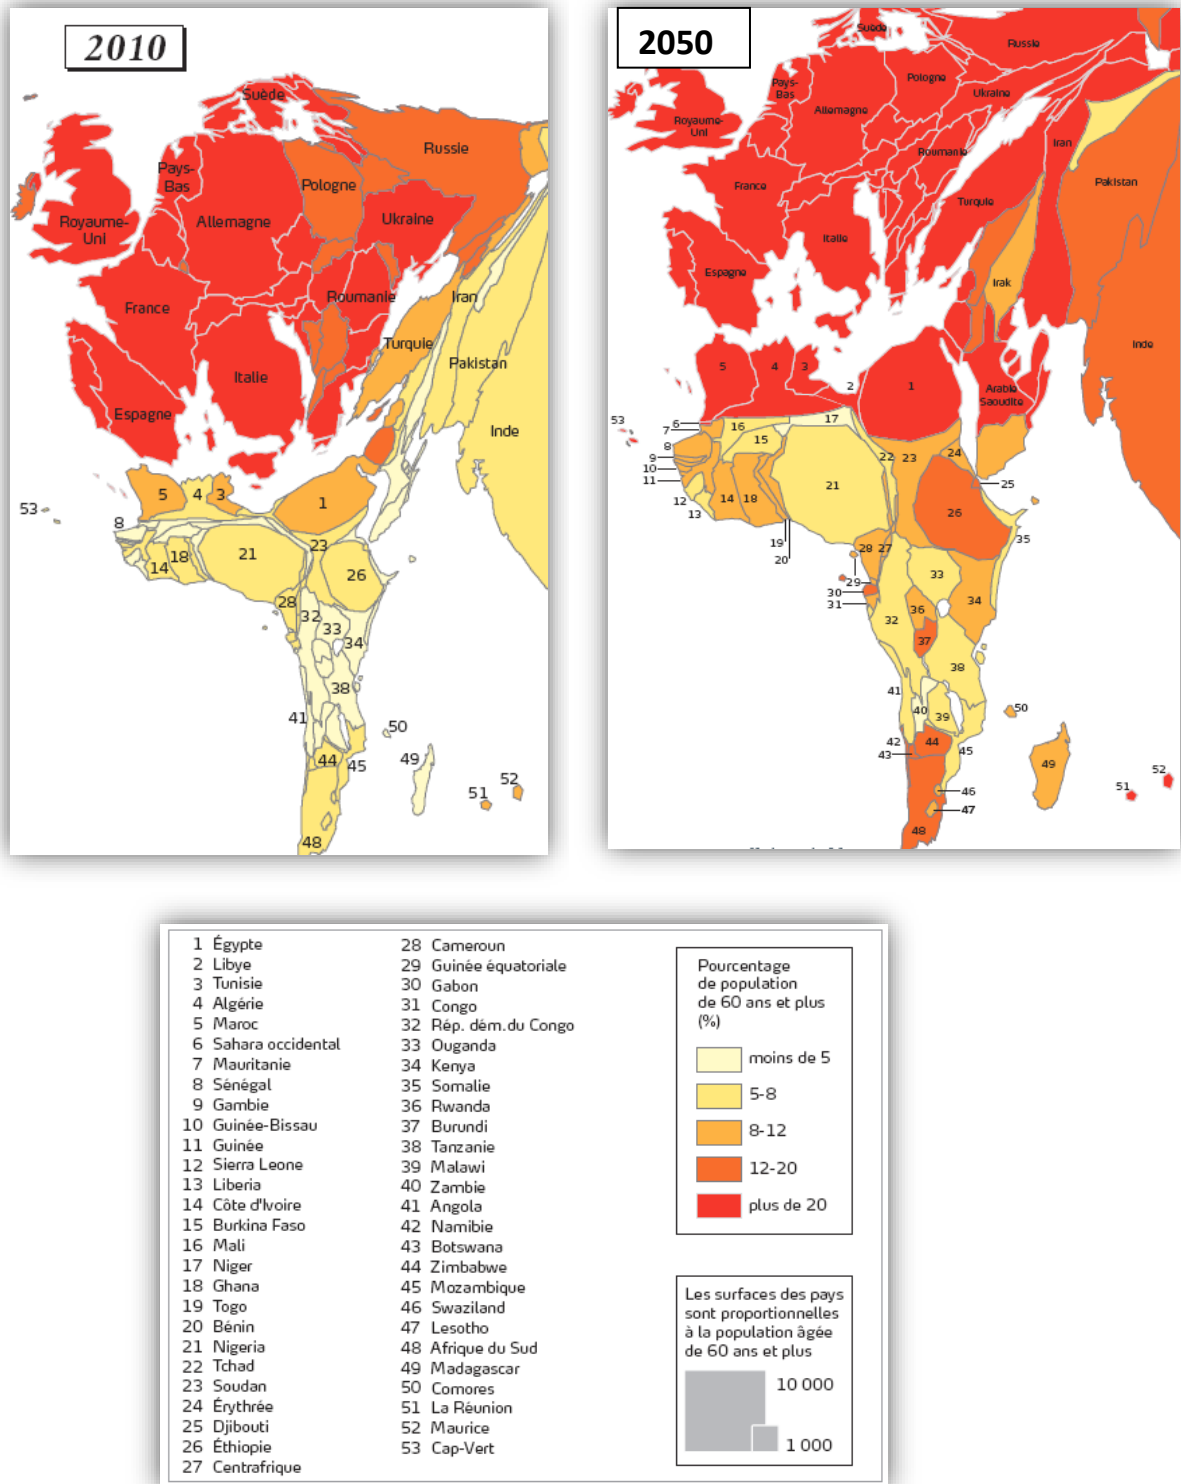 2010
Suède
Russie
Pays-
Bas
Pologne
Royaume-
Uni
Allemagne
Ukraine
France
Roumanie
Iran
Turquie
Pakistan
Italie
Espagne
Inde
5
4
3
1
53
8
23
21
14
18
26
28
32
33
34
38
41
50
44
45
49
51
52
48
2050
Suède
Russie
Pays-
Bas
Pologne
Ukraine
Allemagne
Royaume-
Uni
Iran
Roumanie
Pakistan
France
Turquie
Italie
Espagne
Irak
Inde
5
4
3
2
1
Arabie
Saoudite
53
6
7
16
17
8
15
9
10
11
22
23
24
25
21
14
18
12
13
26
19
20
35
28
27
29
33
30
31
36
34
32
37
38
41
40
39
50
42
43
44
45
49
52
51
46
47
48
1 Égypte
2 Libye
3 Tunisie
4 Algérie
5 Maroc
6 Sahara occidental
7 Mauritanie
8 Sénégal
9 Gambie
10 Guinée-Bissau
11 Guinée
12 Sierra Leone
13 Liberia
14 Côte d'Ivoire
15 Burkina Faso
16 Mali
17 Niger
18 Ghana
19 Togo
20 Bénin
21 Nigeria
22 Tchad
23 Soudan
24 Érythrée
25 Djibouti
26 Éthiopie
27 Centrafrique
28 Cameroun
29 Guinée équatoriale
30 Gabon
31 Congo
32 Rép. dém.du Congo
33 Ouganda
34 Kenya
35 Somalie
36 Rwanda
37 Burundi
38 Tanzanie
39 Malawi
40 Zambie
41 Angola
42 Namibie
43 Botswana
44 Zimbabwe
45 Mozambique
46 Swaziland
47 Lesotho
48 Afrique du Sud
49 Madagascar
50 Comores
51 La Réunion
52 Maurice
53 Cap-Vert
Pourcentage
de population
de 60 ans et plus
(%)
moins de 5
5-8
8-12
12-20
plus de 20
Les surfaces des pays
sont proportionnelles
à la population âgée
de 60 ans et plus
10 000
1 000